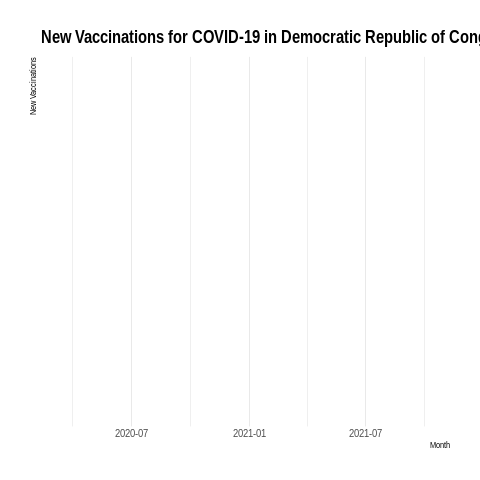 New Vaccinations for COVID-19 in Democratic Republic of Cong
New Vaccinations
2020-07
2021-01
2021-07
Month